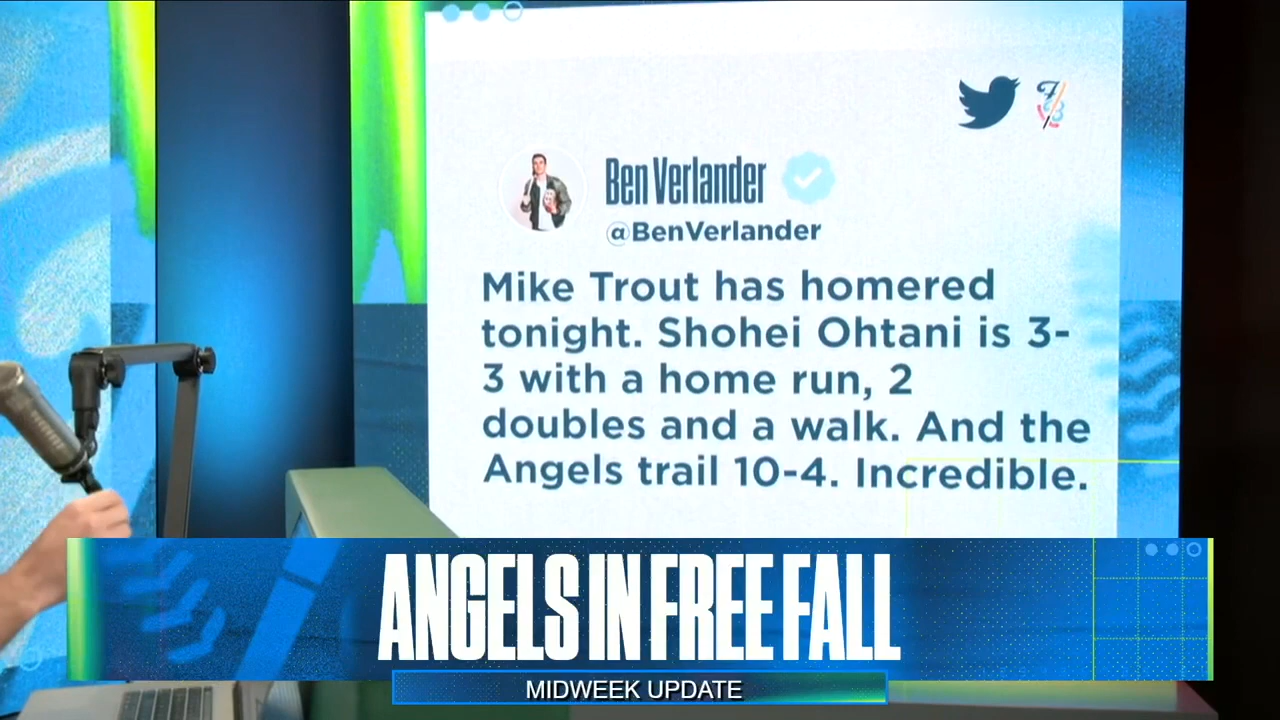 Ben Verlander
@BenVerlander
Mike Trout has homered
tonight. Shohei Ohtani is 3-
3 with a home run, 2
doubles and a walk. And the
Angels trail 10-4. Incredible.
ANGELS IN FREE FALL
MIDWEEK UPDATE